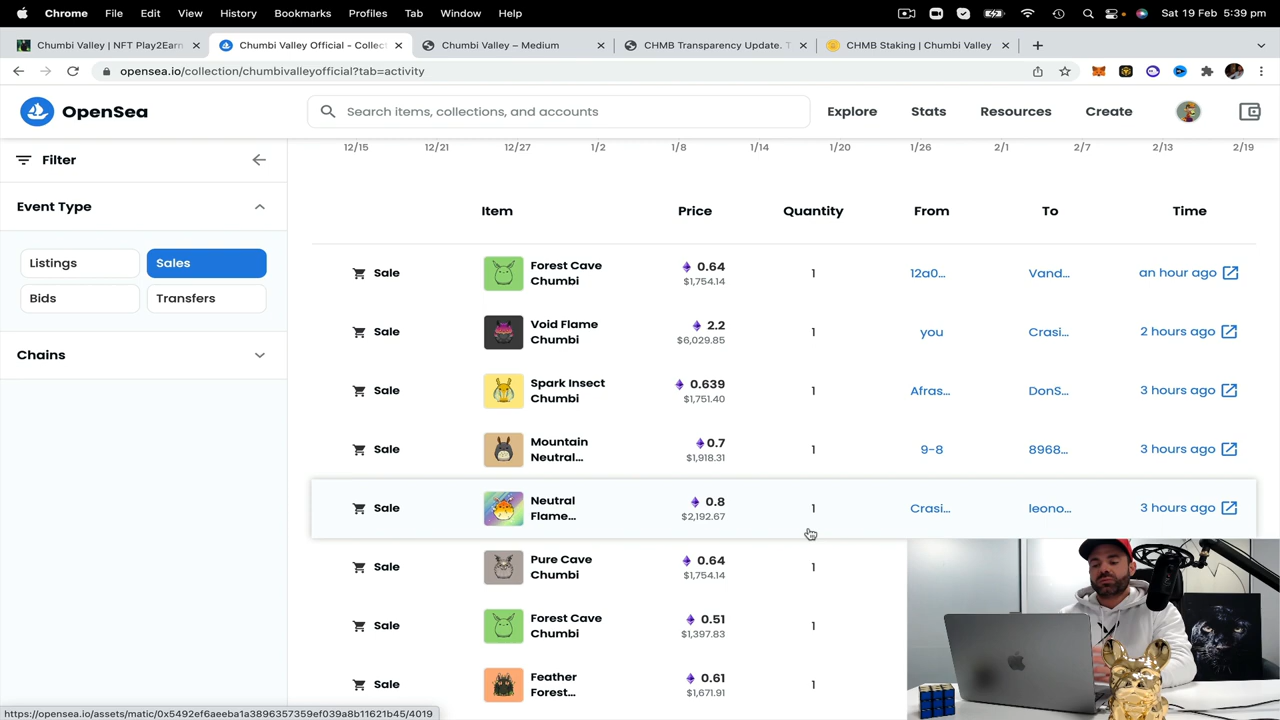 Chrome File Edit View History Bookmarks Profiles Tab Window Help Sat 19 Feb 5:39 pm
Chumbi Valley | NFT Play2Earn Chumbi Valley Official - Collect Chumbi Valley – Medium CHMB Transparency Update. T CHMB Staking | Chumbi Valley
opensea.io/collection/chumbivalleyofficial?tab=activity
OpenSea Search items, collections, and accounts Explore Stats Resources Create
12/15 12/21 12/27 1/2 1/8 1/14 1/20 1/26 2/1 2/7 2/13 2/19
Filter
Event Type
Listings Sales
Bids Transfers
Chains
Item Price Quantity From To Time
Sale Forest Cave Chumbi 0.64 $1,754.14 1 12a0... Vand... an hour ago
Sale Void Flame Chumbi 2.2 $6,029.85 1 you Crasi... 2 hours ago
Sale Spark Insect Chumbi 0.639 $1,751.40 1 Afras... DonS... 3 hours ago
Sale Mountain Neutral... 0.7 $1,918.31 1 9-8 8968... 3 hours ago
Sale Neutral Flame... 0.8 $2,192.67 1 Crasi... leono... 3 hours ago
Sale Pure Cave Chumbi 0.64 $1,754.14 1
Sale Forest Cave Chumbi 0.51 $1,397.83 1
Sale Feather Forest... 0.61 $1,671.91 1
https://opensea.io/assets/matic/0x5492ef6aeeba1a3896357359ef039a8b11621b45/4019